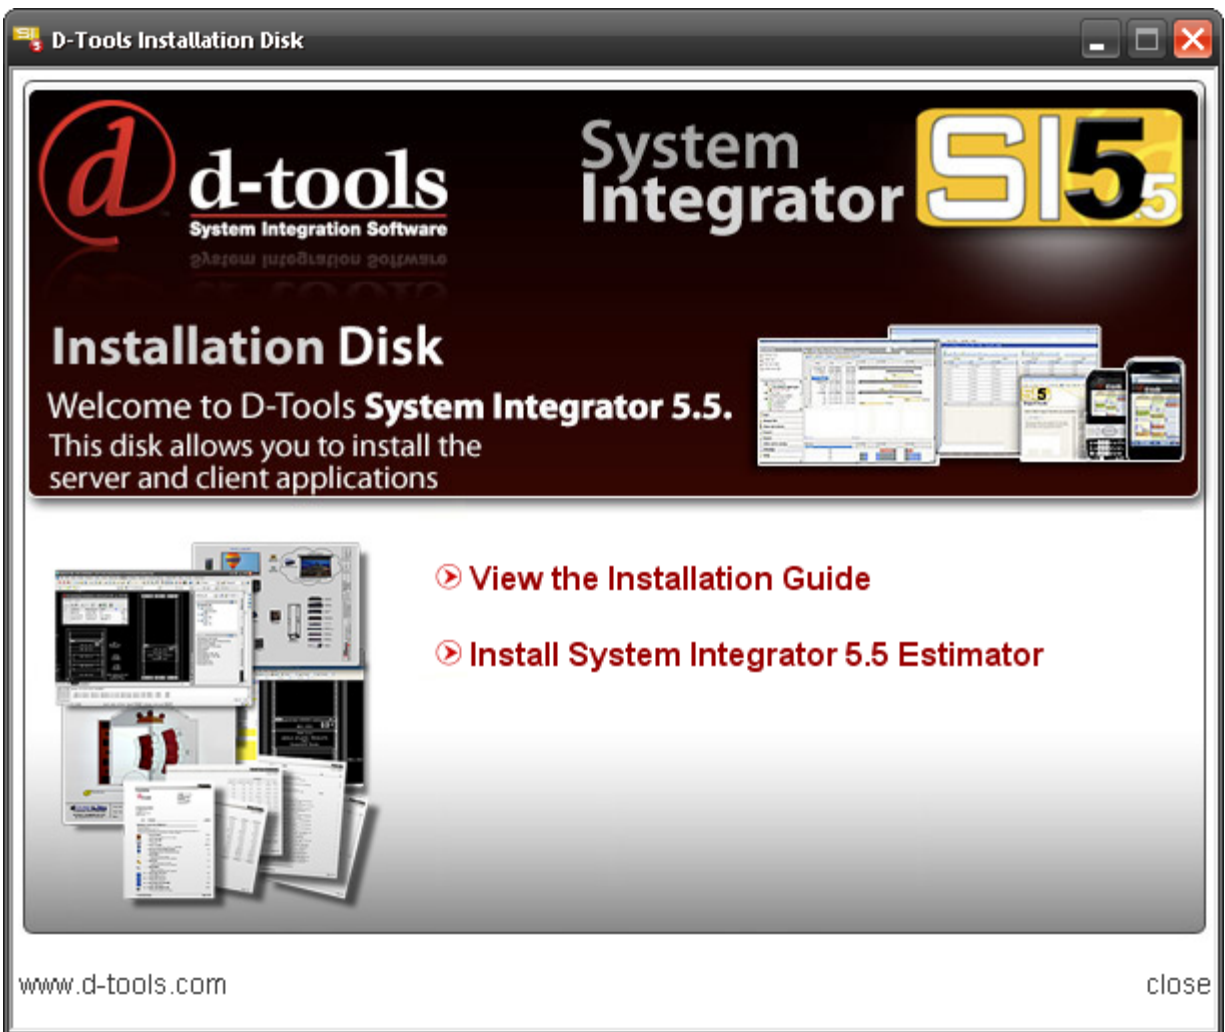 D-Tools Installation Disk
d-tools
System Integration Software
System
Integrator
SI5.5
Installation Disk
Welcome to D-Tools System Integrator 5.5.
This disk allows you to install the
server and client applications
View the Installation Guide
Install System Integrator 5.5 Estimator
www.d-tools.com
close